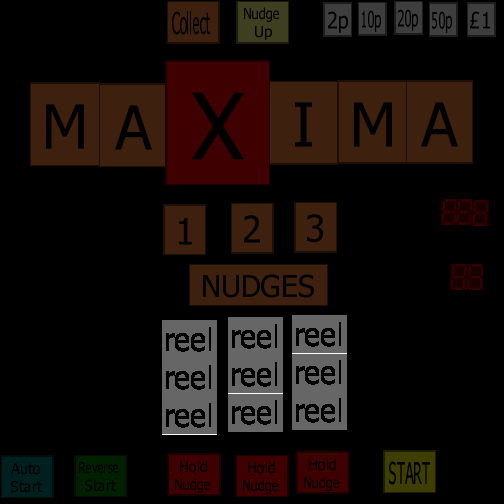 Collect
Nudge Up
2p 10p 20p 50p £1
MAXIMA
1 2 3
NUDGES
reel reel reel
reel reel reel
reel reel reel
Auto Start
Reverse Start
Hold Nudge
Hold Nudge
Hold Nudge
START